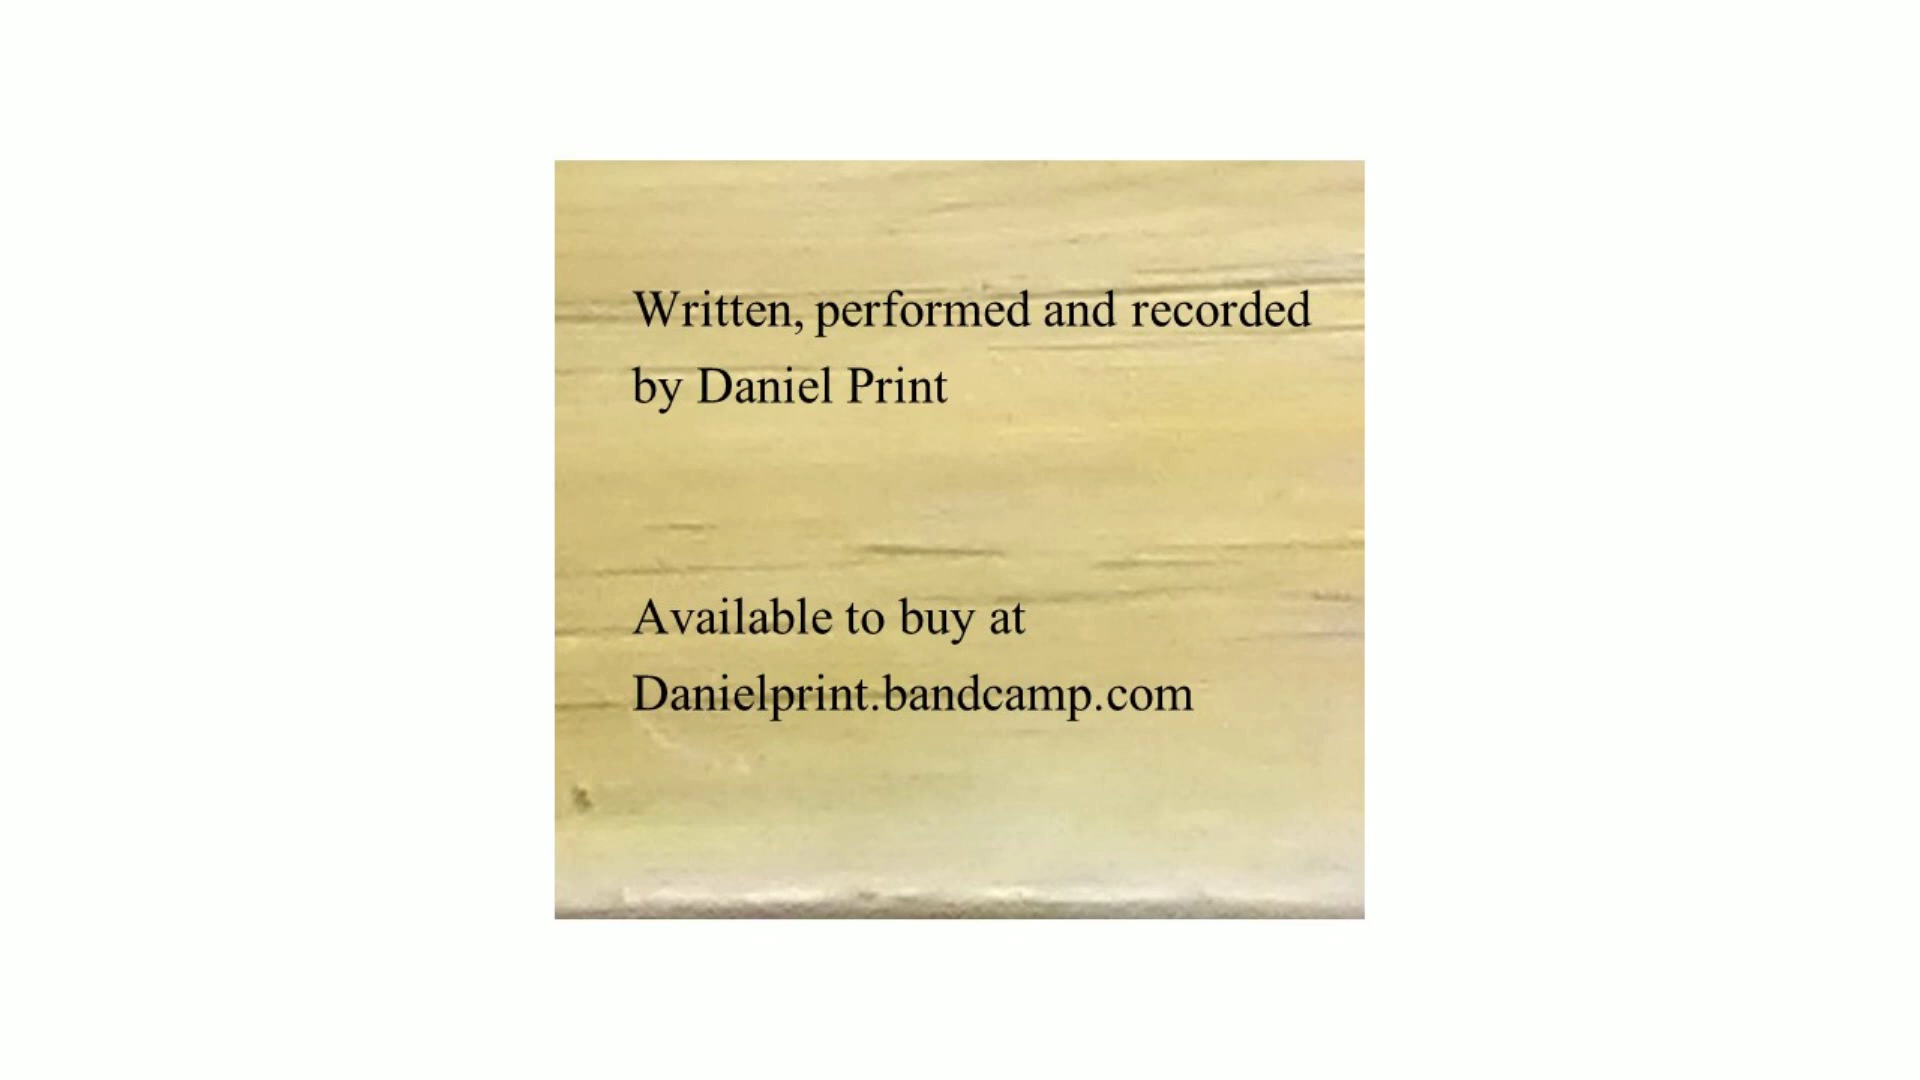 Written, performed and recorded
by Daniel Print
Available to buy at
Danielprint.bandcamp.com